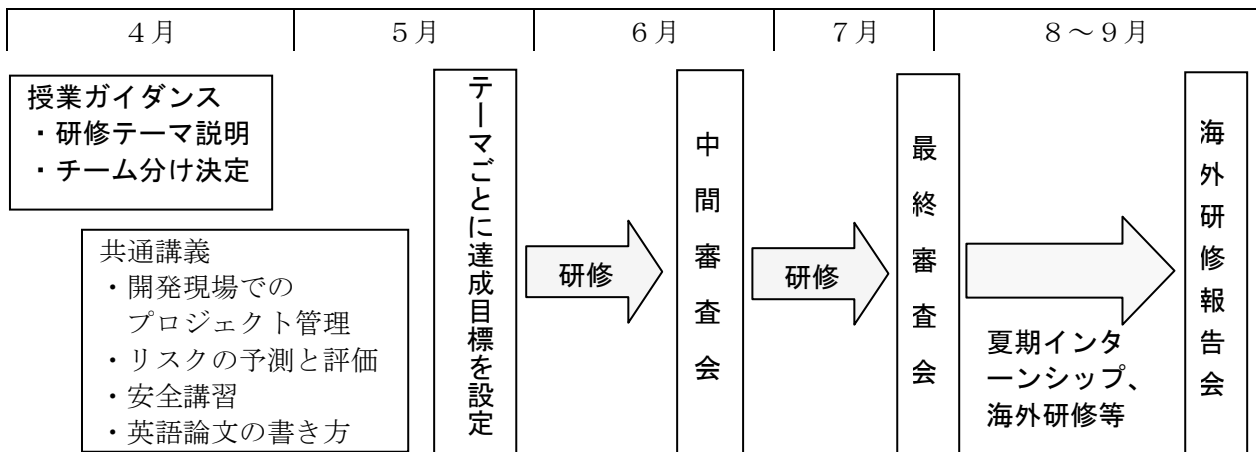 ４月
５月
６月
７月
８～９月
授業ガイダンス
・研修テーマ説明
・チーム分け決定
共通講義
・開発現場での
プロジェクト管理
・リスクの予測と評価
・安全講習
・英語論文の書き方
テーマごとに達成目標を設定
研修
中間審査会
研修
最終審査会
夏期インタ
ーンシップ、
海外研修等
海外研修報告会